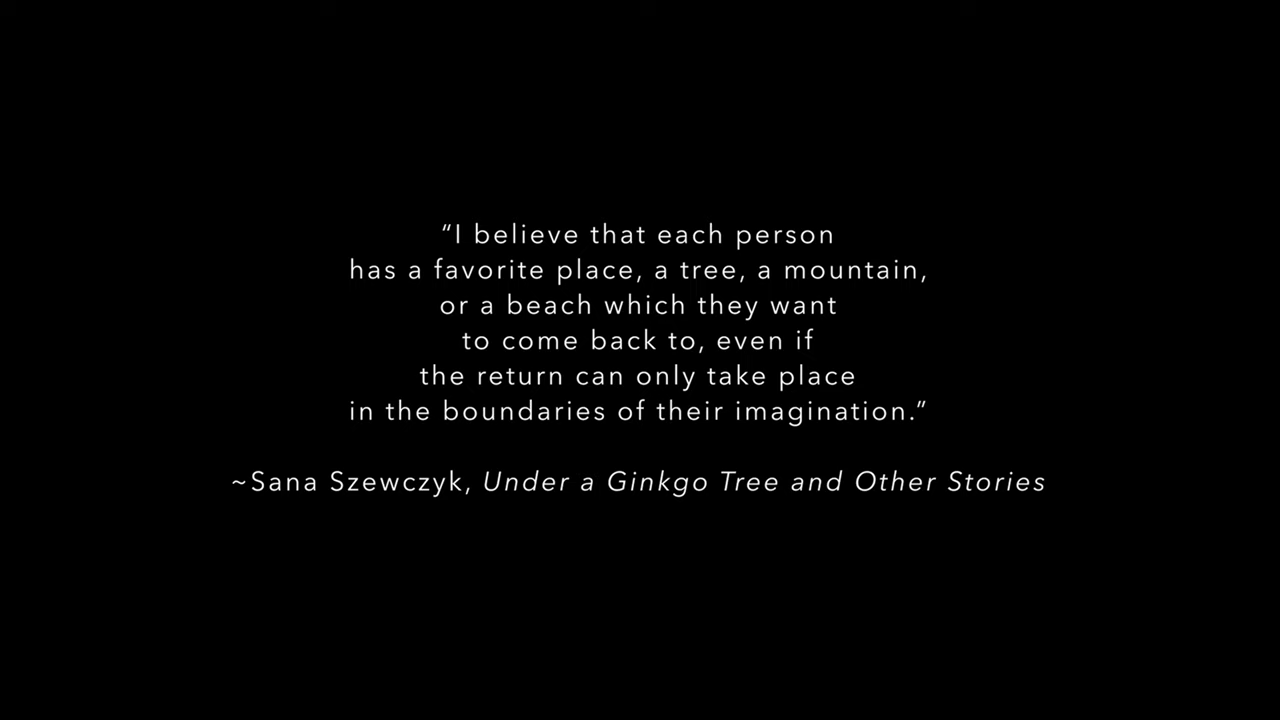 “I believe that each person
has a favorite place, a tree, a mountain,
or a beach which they want
to come back to, even if
the return can only take place
in the boundaries of their imagination.”
~Sana Szewczyk, Under a Ginkgo Tree and Other Stories